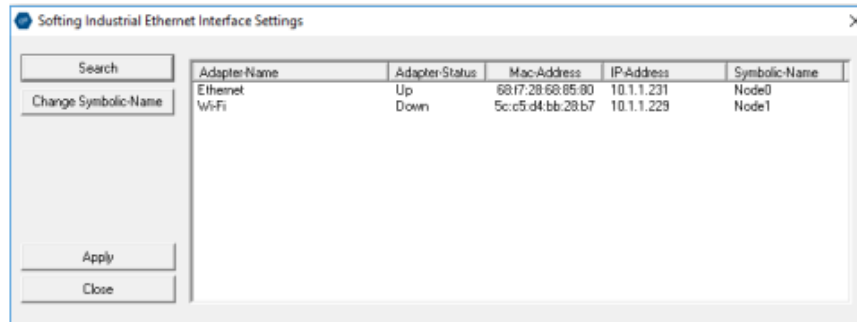 Softing Industrial Ethernet Interface Settings
Search
Change Symbolic-Name
Adapter-Name Adapter-Status Mac-Address IP-Address Symbolic-Name
Ethernet Up 68:f7:28:68:85:80 10.1.1.231 Node0
Wi-Fi Down 5c:c5:d4:bb:28:b7 10.1.1.229 Node1
Apply
Close